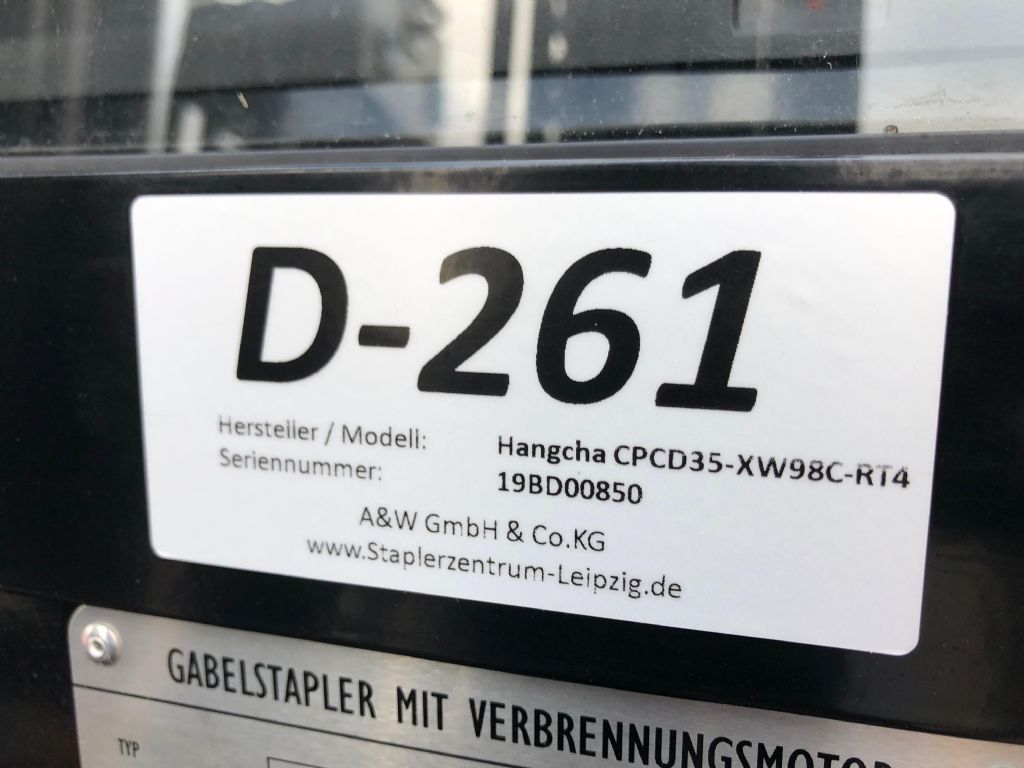 D-261
Hersteller / Modell: Hangcha CPCD35-XW98C-RT4
Seriennummer: 19BD00850
A&W GmbH & Co.KG
www.Staplerzentrum-Leipzig.de
GABELSTAPLER MIT VERBRENNUNGSMOTOR
TYP